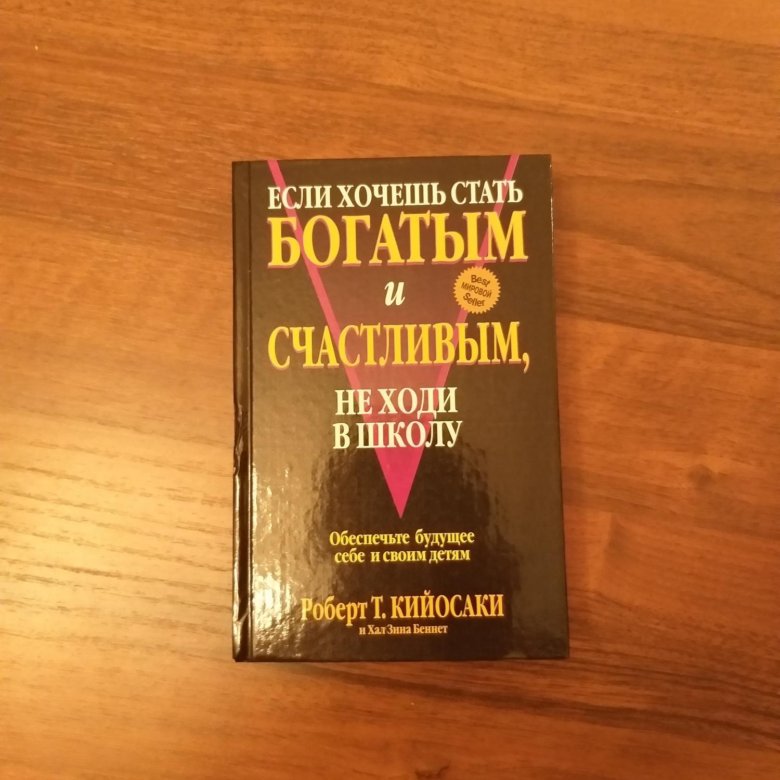 ЕСЛИ ХОЧЕШЬ СТАТЬ
БОГАТЫМ
и
Best
МИРОВОЙ
Seller
СЧАСТЛИВЫМ,
НЕ ХОДИ
В ШКОЛУ
Обеспечьте будущее
себе и своим детям
Роберт Т. КИЙОСАКИ
и Хал Зина Беннет